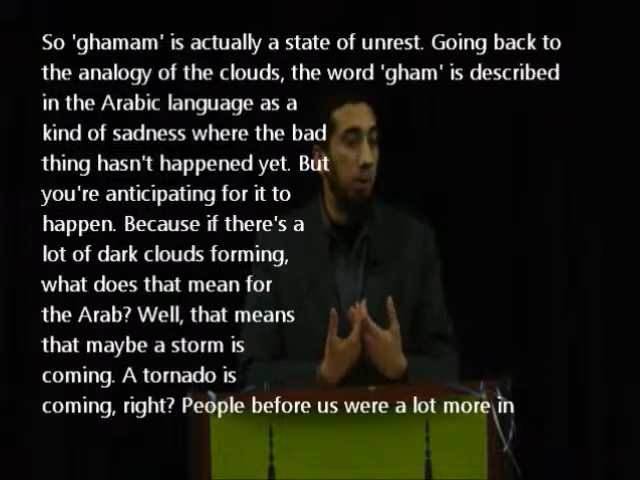 So 'ghamam' is actually a state of unrest. Going back to
the analogy of the clouds, the word 'gham' is described
in the Arabic language as a
kind of sadness where the bad
thing hasn't happened yet. But
you're anticipating for it to
happen. Because if there's a
lot of dark clouds forming,
what does that mean for
the Arab? Well, that means
that maybe a storm is
coming. A tornado is
coming, right? People before us were a lot more in